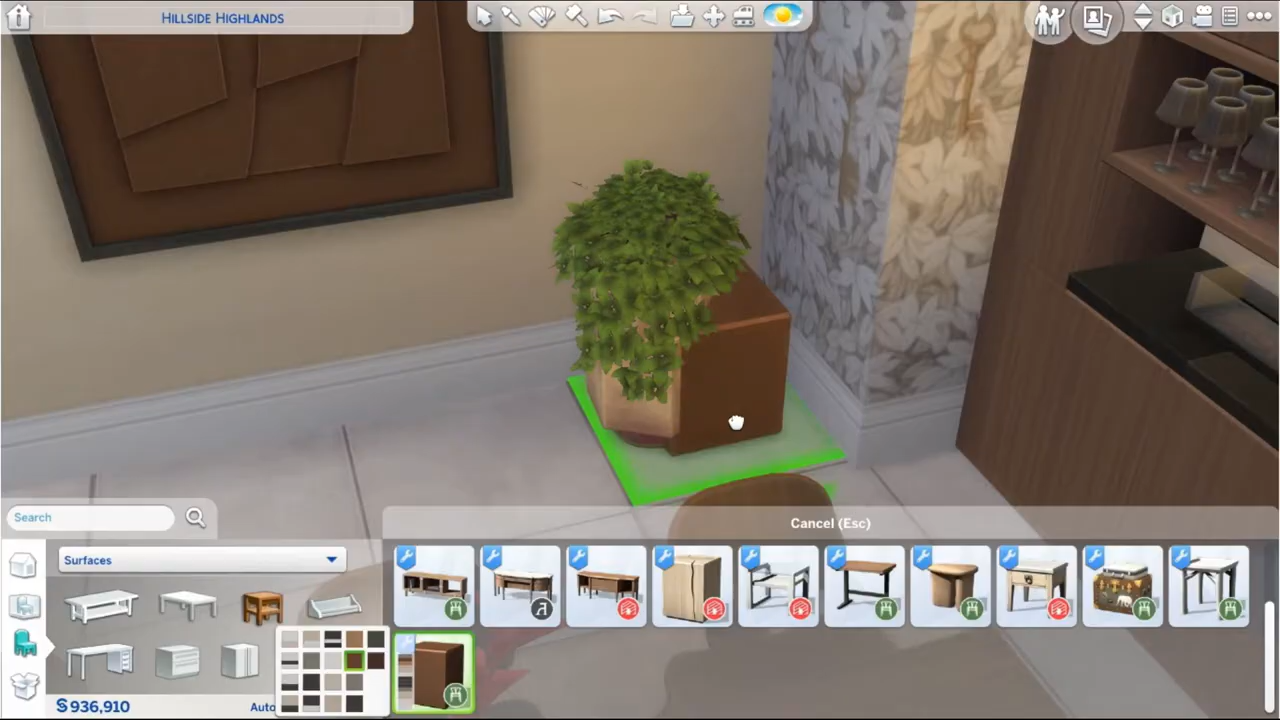 HILLSIDE HIGHLANDS
Cancel (Esc)
Search
Surfaces
§936,910
Auto